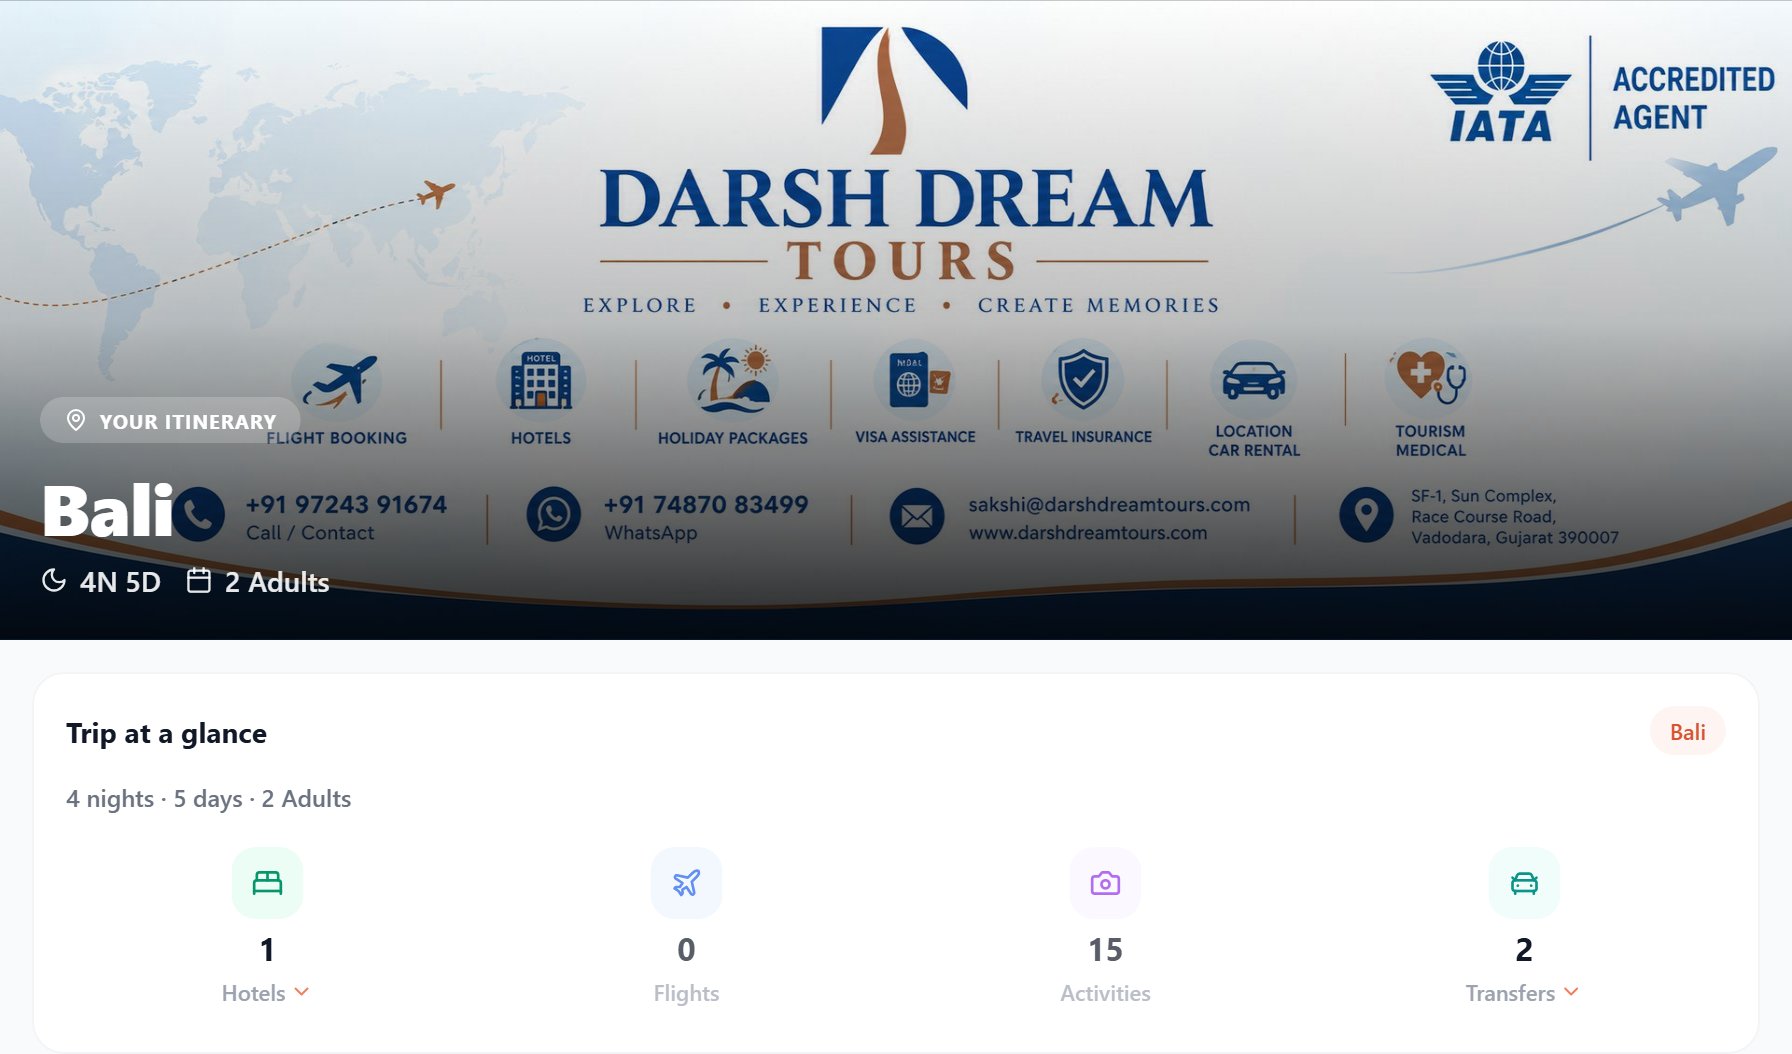 IATA
ACCREDITED
AGENT
DARSH DREAM
TOURS
EXPLORE • EXPERIENCE • CREATE MEMORIES
HOTEL
YOUR ITINERARY
FLIGHT BOOKING
HOTELS
HOLIDAY PACKAGES
VISA ASSISTANCE
TRAVEL INSURANCE
LOCATION
CAR RENTAL
TOURISM
MEDICAL
Bali
+91 97243 91674
Call / Contact
+91 74870 83499
WhatsApp
sakshi@darshdreamtours.com
www.darshdreamtours.com
SF-1, Sun Complex,
Race Course Road,
Vadodara, Gujarat 390007
4N 5D 2 Adults
Trip at a glance
Bali
4 nights · 5 days · 2 Adults
1
Hotels
0
Flights
15
Activities
2
Transfers